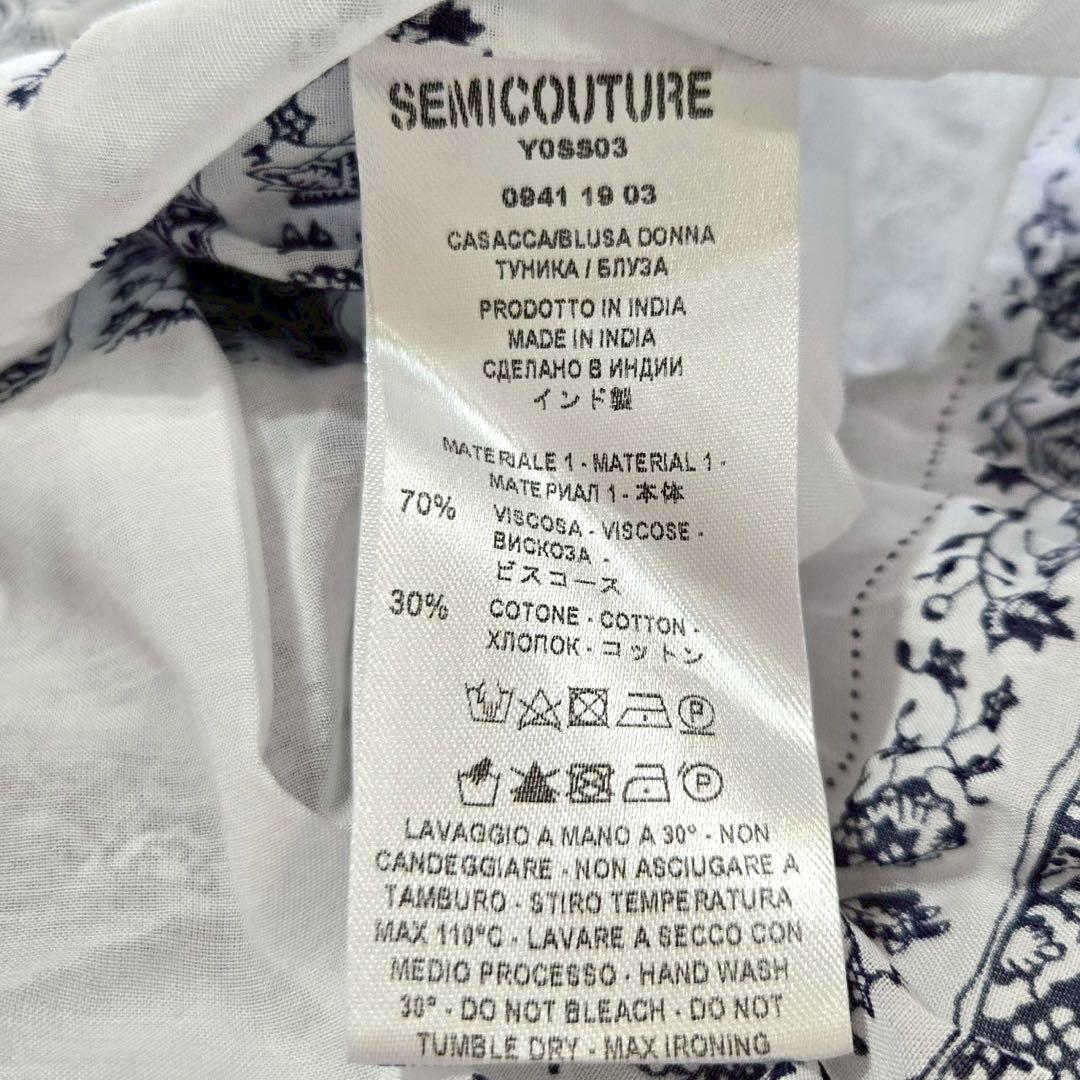 SEMICOUTURE
Y0SS03
0941 19 03
CASACCA/BLUSA DONNA
ТУНИКА / БЛУЗА
PRODOTTO IN INDIA
MADE IN INDIA
СДЕЛАНО В ИНДИИ
インド製
MATERIALE 1 - MATERIAL 1 -
МАТЕРИАЛ 1 - 本体
70% VISCOSA - VISCOSE -
ВИСКОЗА -
ビスコース
30% COTONE - COTTON -
ХЛОПОК - コットン
P
P
LAVAGGIO A MANO A 30° - NON
CANDEGGIARE - NON ASCIUGARE A
TAMBURO - STIRO TEMPERATURA
MAX 110°C - LAVARE A SECCO CON
MEDIO PROCESSO - HAND WASH
30° - DO NOT BLEACH - DO NOT
TUMBLE DRY - MAX IRONING